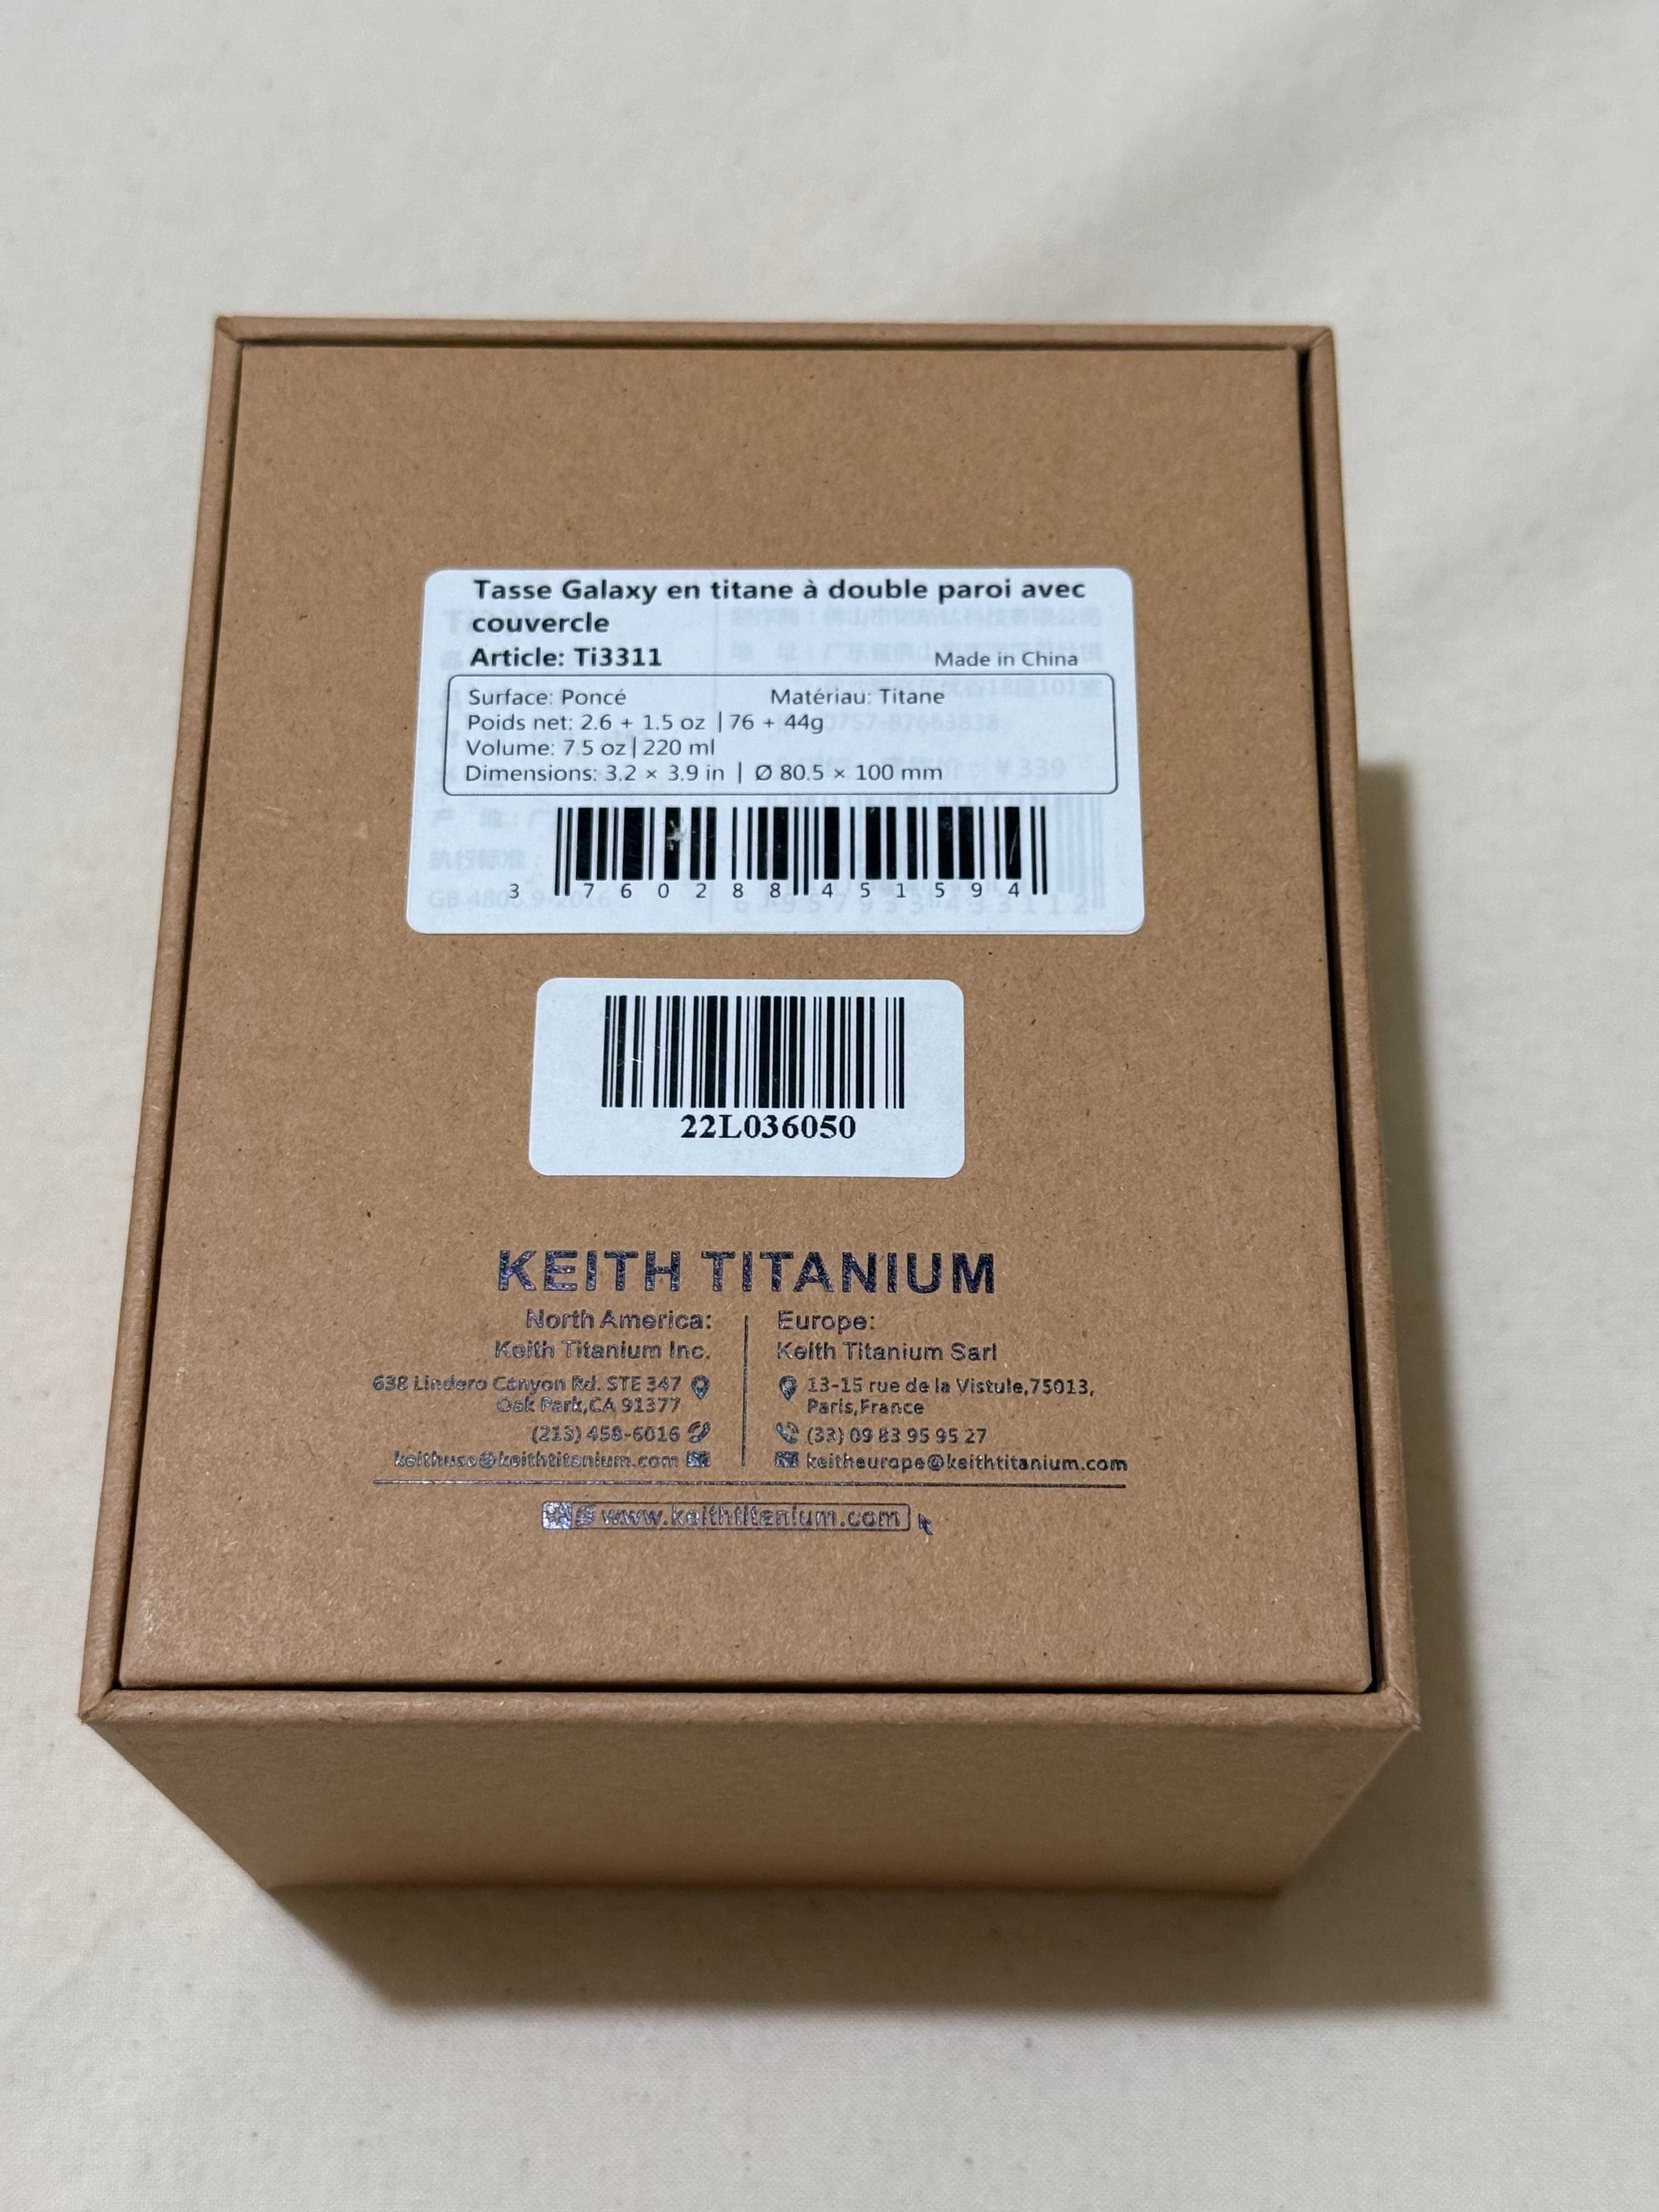 Tasse Galaxy en titane à double paroi avec
couvercle
Article: Ti3311
Made in China
Surface: Poncé Matériau: Titane
Poids net: 2.6 + 1.5 oz | 76 + 44g
Volume: 7.5 oz | 220 ml
Dimensions: 3.2 × 3.9 in | Ø 80.5 × 100 mm
3 760288 451594
22L036050
KEITH TITANIUM
North America:
Keith Titanium Inc.
638 Lindero Canyon Rd. STE 347
Oak Park,CA 91377
(213) 458-6016
keithusa@keithtitanium.com
Europe:
Keith Titanium Sarl
13-15 rue de la Vistule,75013,
Paris,France
(33) 09 83 95 95 27
keitheurope@keithtitanium.com
www.keithtitanium.com